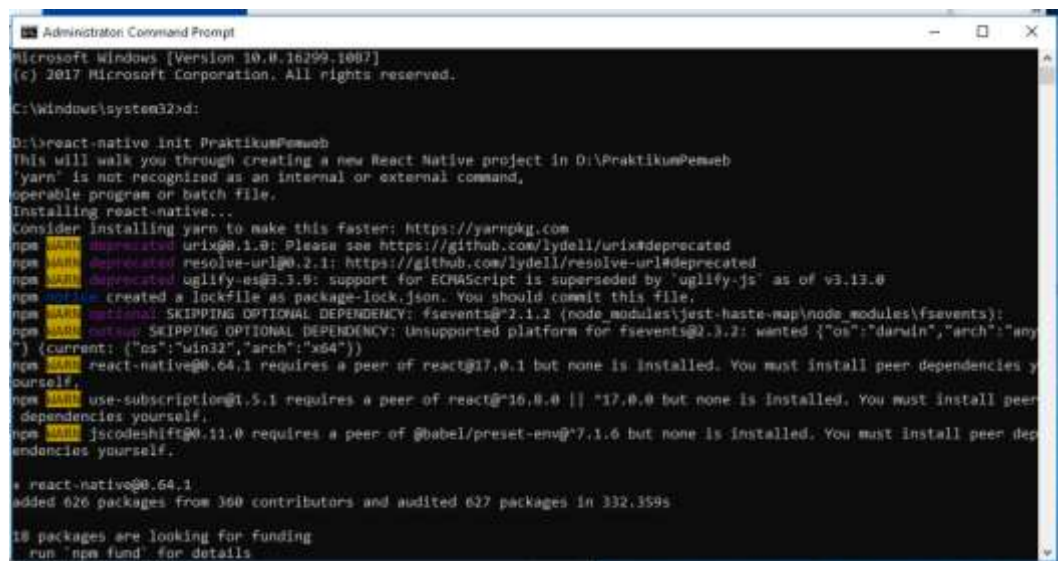 Administrator: Command Prompt
Microsoft Windows [Version 10.0.16299.1087]
(c) 2017 Microsoft Corporation. All rights reserved.
C:\Windows\system32>d:
D:\>react-native init PraktikumPemweb
This will walk you through creating a new React Native project in D:\PraktikumPemweb
'yarn' is not recognized as an internal or external command,
operable program or batch file.
Installing react-native...
Consider installing yarn to make this faster: https://yarnpkg.com
npm WARN deprecated urix@0.1.0: Please see https://github.com/lydell/urix#deprecated
npm WARN deprecated resolve-url@0.2.1: https://github.com/lydell/resolve-url#deprecated
npm WARN deprecated uglify-es@3.3.9: support for ECMAScript is superseded by `uglify-js` as of v3.13.0
npm notice created a lockfile as package-lock.json. You should commit this file.
npm WARN optional SKIPPING OPTIONAL DEPENDENCY: fsevents@^2.1.2 (node_modules\jest-haste-map\node_modules\fsevents):
npm WARN notsup SKIPPING OPTIONAL DEPENDENCY: Unsupported platform for fsevents@2.3.2: wanted {"os":"darwin","arch":"any
"} (current: {"os":"win32","arch":"x64"})
npm WARN react-native@0.64.1 requires a peer of react@17.0.1 but none is installed. You must install peer dependencies y
ourself.
npm WARN use-subscription@1.5.1 requires a peer of react@^16.8.0 || ^17.0.0 but none is installed. You must install peer
dependencies yourself.
npm WARN jscodeshift@0.11.0 requires a peer of @babel/preset-env@^7.1.6 but none is installed. You must install peer dep
endencies yourself.
+ react-native@0.64.1
added 626 packages from 360 contributors and audited 627 packages in 332.359s
18 packages are looking for funding
run `npm fund` for details